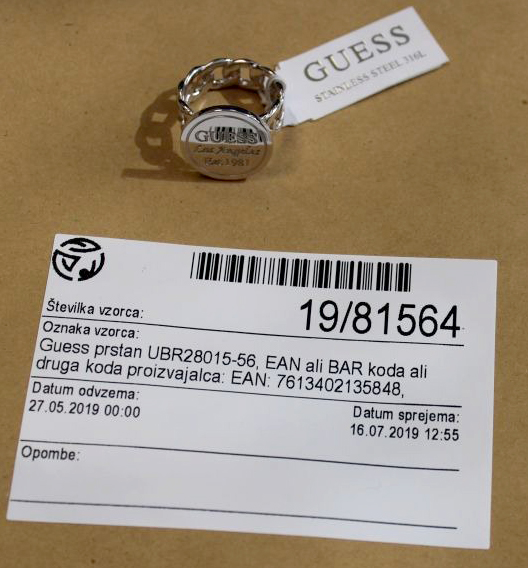 GUESS
STAINLESS STEEL 316L
GUESS
Los Angeles
Est. 1981
Številka vzorca:
19/81564
Oznaka vzorca:
Guess prstan UBR28015-56, EAN ali BAR koda ali
druga koda proizvajalca: EAN: 7613402135848,
Datum odvzema:
27.05.2019 00:00
Datum sprejema:
16.07.2019 12:55
Opombe: